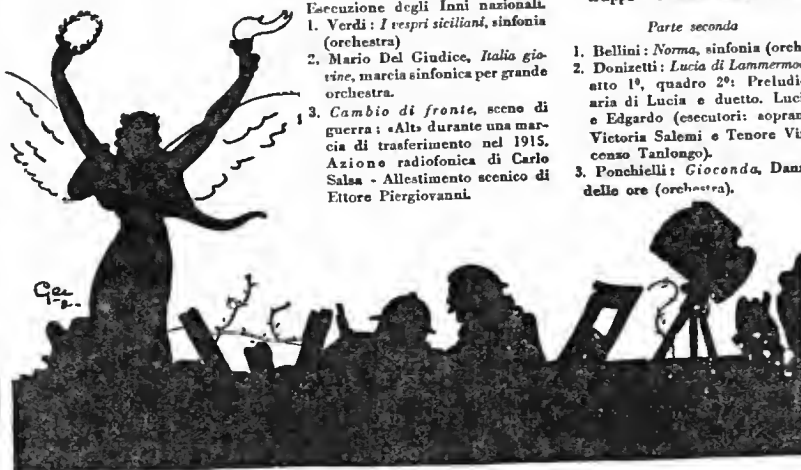 Esecuzione degli Inni nazionali.
1. Verdi: I vespri siciliani, sinfonia
(orchestra)
2. Mario Del Giudice, Italia gio-
vine, marcia sinfonica per grande
orchestra.
3. Cambio di fronte, scene di
guerra: «Alt» durante una mar-
cia di trasferimento nel 1915.
Azione radiofonica di Carlo
Salsa - Allestimento scenico di
Ettore Piergiovanni.
Parte seconda
1. Bellini: Norma, sinfonia (orch
2. Donizetti: Lucia di Lammermoo
atto 1º, quadro 2º: Preludi
aria di Lucia e duetto. Luci
e Edgardo (esecutori: sopran
Victoria Salemi e Tenore Vi
cenzo Tanlongo).
3. Ponchielli: Gioconda, Danz
delle ore (orchestra).